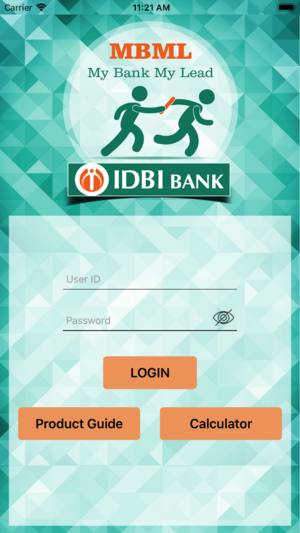 Carrier
11:21 AM
MBML
My Bank My Lead
IDBI BANK
User ID
Password
LOGIN
Product Guide
Calculator